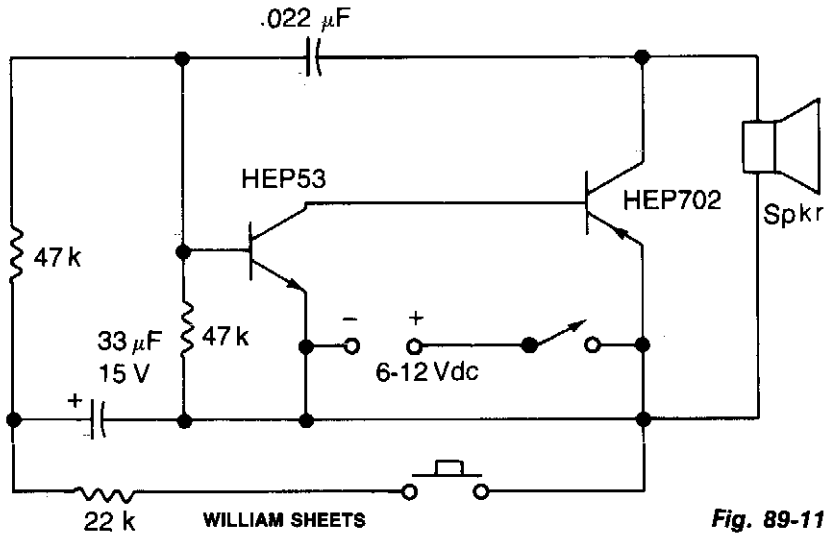 .022 μF
HEP53
HEP702
Spkr
47 k
33 μF
15 V
47 k
- +
6-12 Vdc
22 k
WILLIAM SHEETS
Fig. 89-11
+